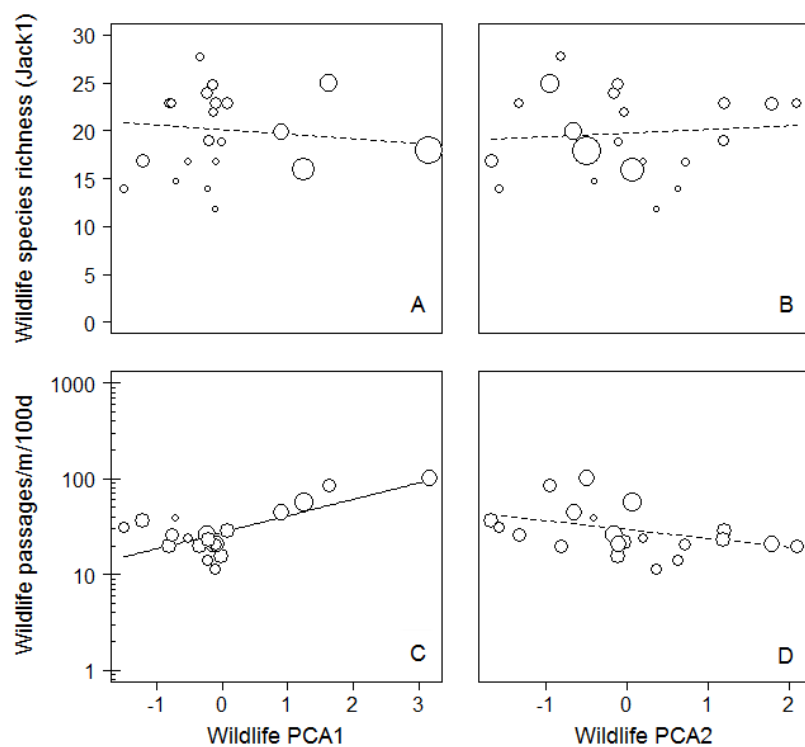 Wildlife species richness (Jack1)
30
25
20
15
10
5
0
A
B
Wildlife passages/m/100d
1000
100
10
1
C
D
-1 0 1 2 3
-1 0 1 2
Wildlife PCA1
Wildlife PCA2